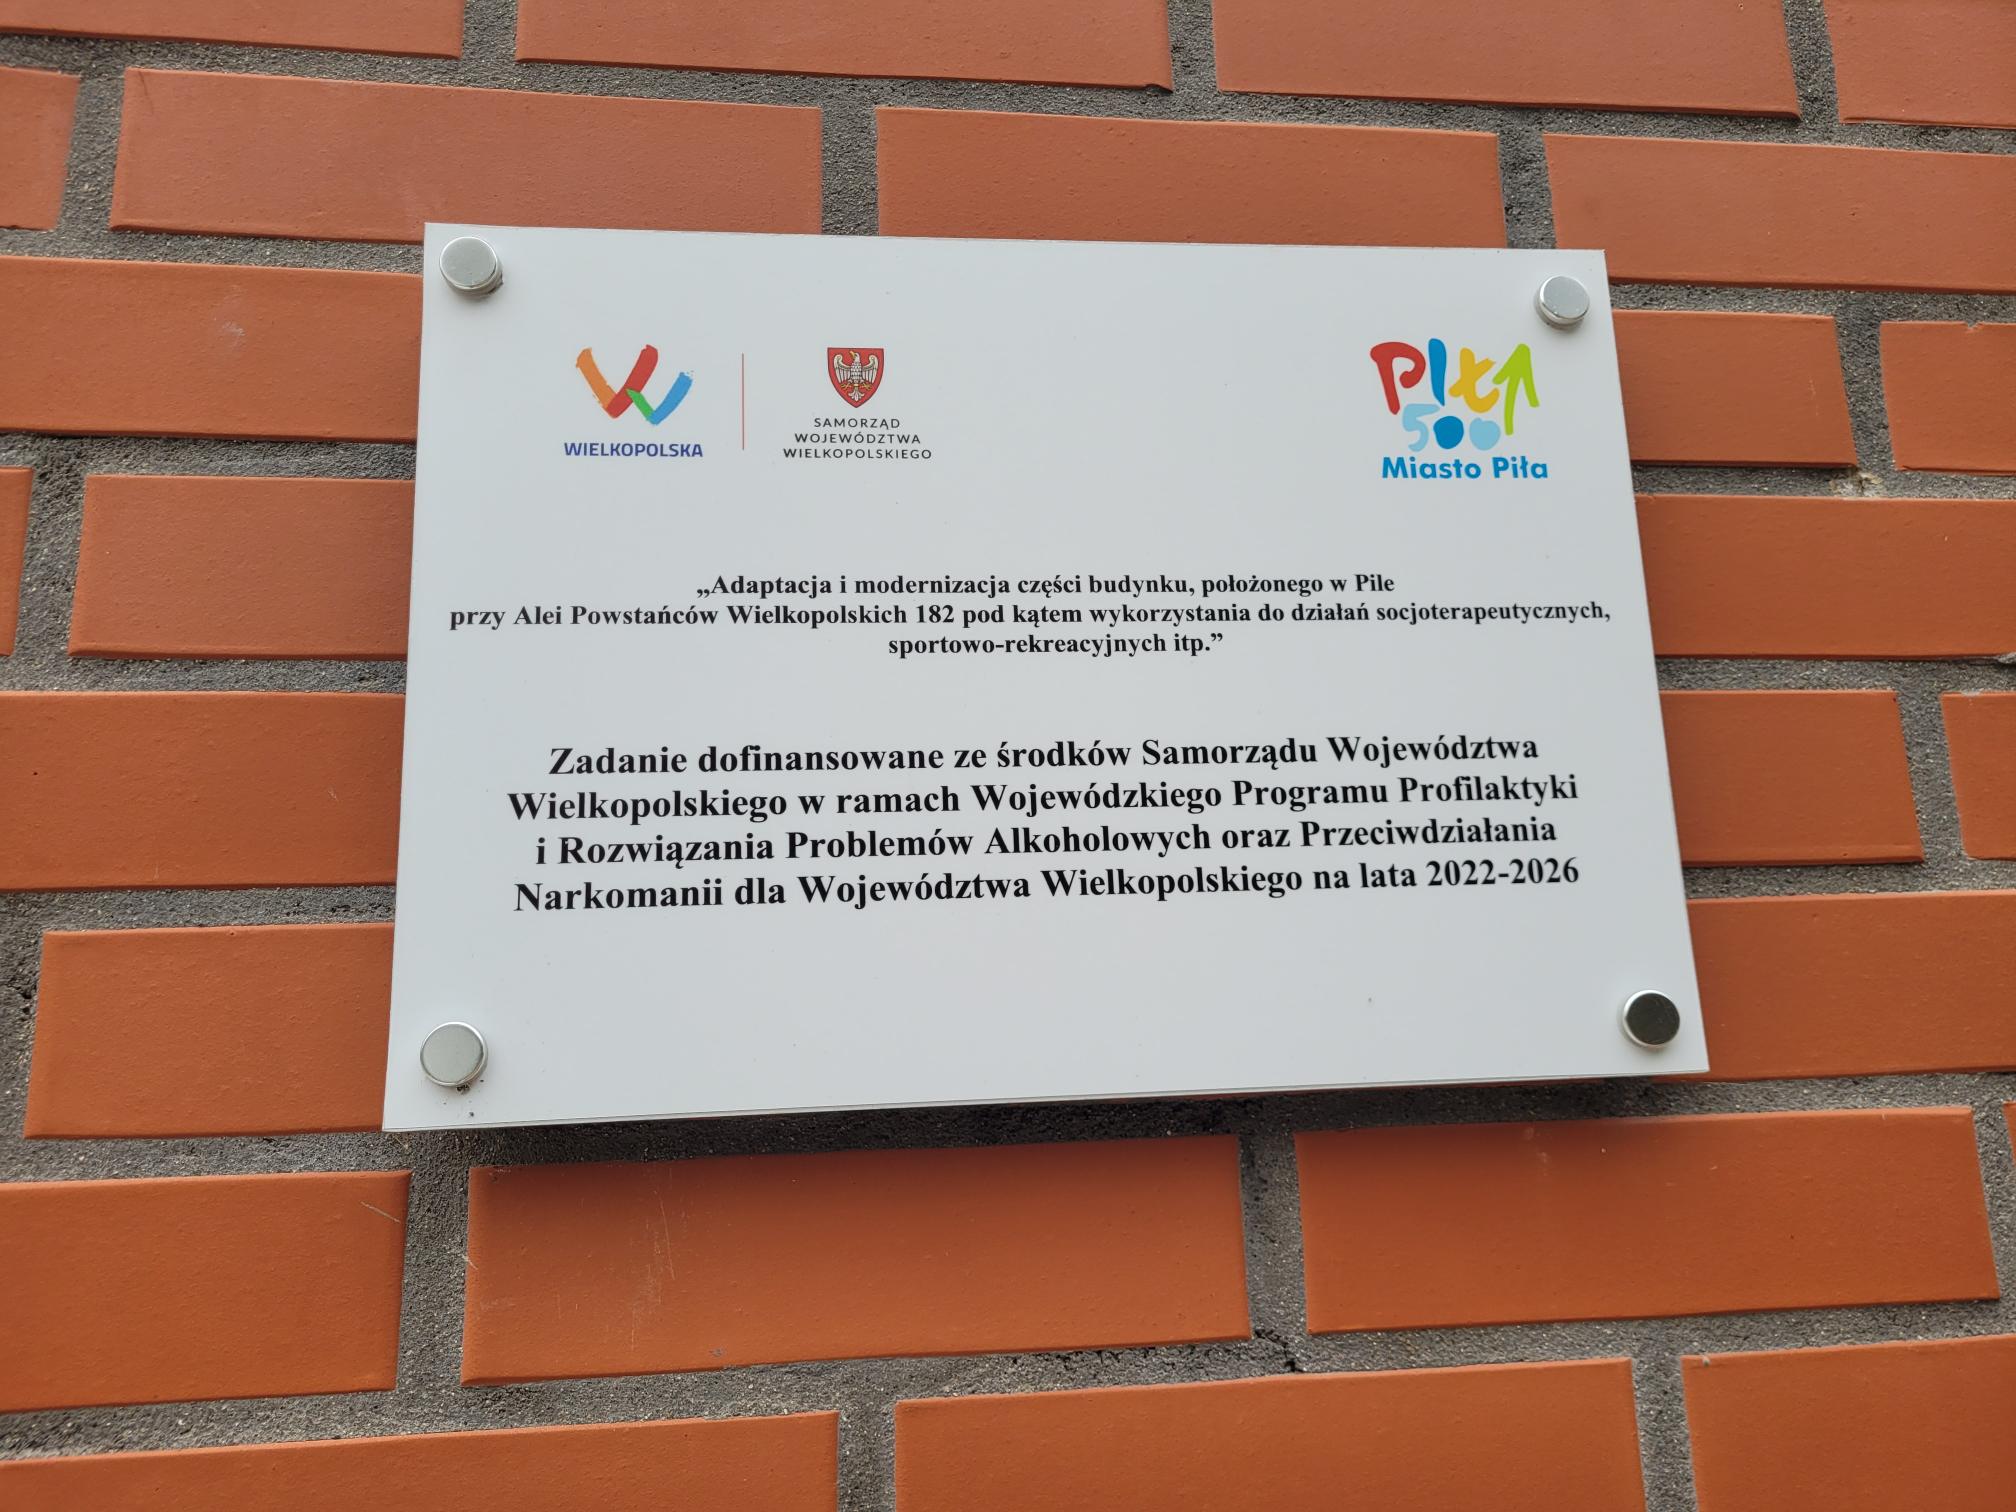 WIELKOPOLSKA
SAMORZĄD
WOJEWÓDZTWA
WIELKOPOLSKIEGO
PIŁA
500
Miasto Piła
„Adaptacja i modernizacja części budynku, położonego w Pile
przy Alei Powstańców Wielkopolskich 182 pod kątem wykorzystania do działań socjoterapeutycznych,
sportowo-rekreacyjnych itp.”
Zadanie dofinansowane ze środków Samorządu Województwa
Wielkopolskiego w ramach Wojewódzkiego Programu Profilaktyki
i Rozwiązania Problemów Alkoholowych oraz Przeciwdziałania
Narkomanii dla Województwa Wielkopolskiego na lata 2022-2026